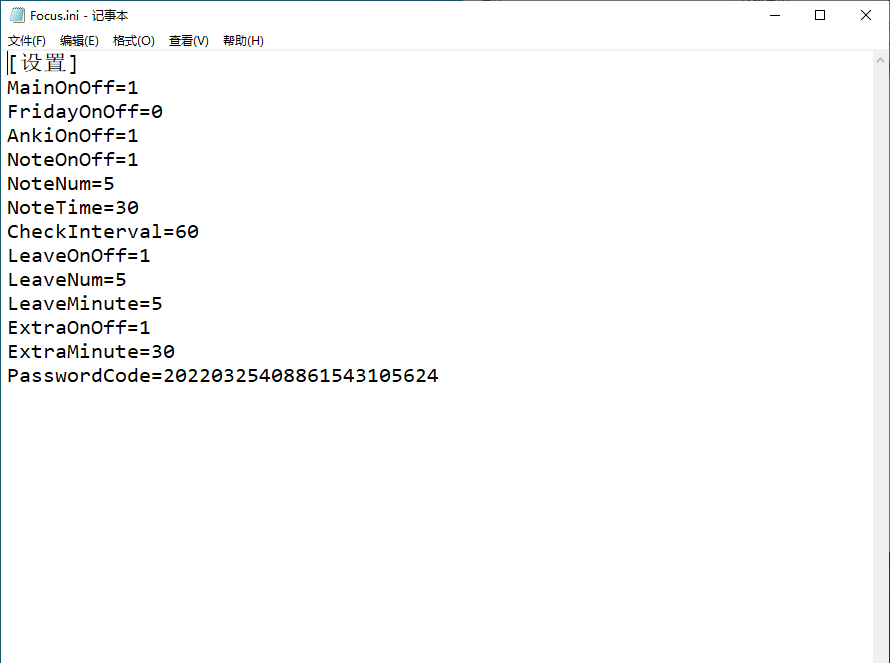 Focus.ini - 记事本
文件(F) 编辑(E) 格式(O) 查看(V) 帮助(H)
[设置]
MainOnOff=1
FridayOnOff=0
AnkiOnOff=1
NoteOnOff=1
NoteNum=5
NoteTime=30
CheckInterval=60
LeaveOnOff=1
LeaveNum=5
LeaveMinute=5
ExtraOnOff=1
ExtraMinute=30
PasswordCode=20220325408861543105624